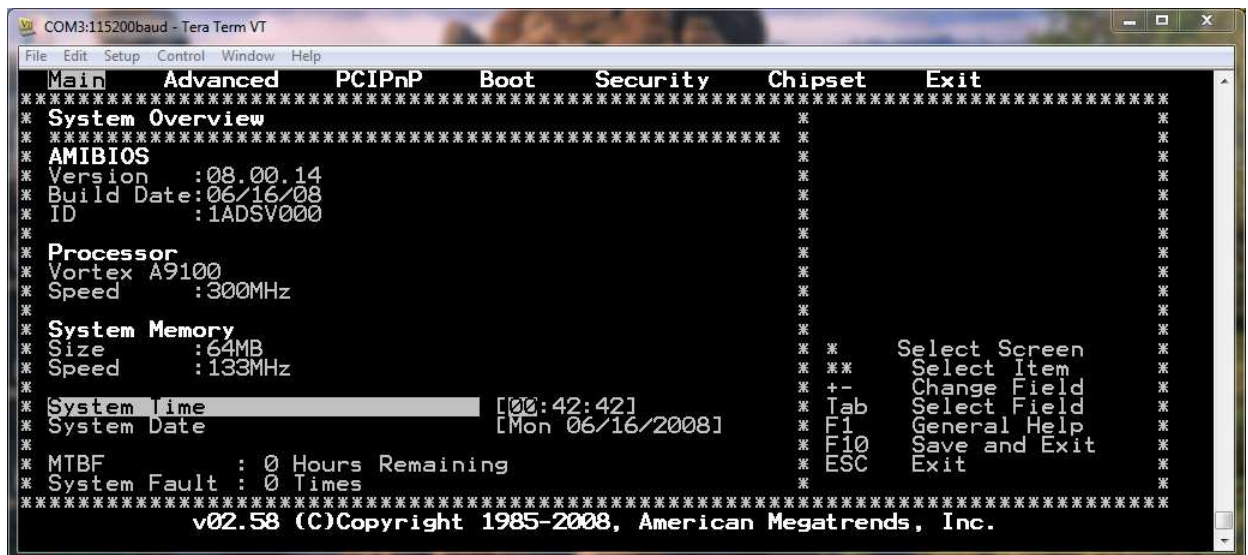 COM3:115200baud - Tera Term VT
File Edit Setup Control Window Help
Main Advanced PCIPnP Boot Security Chipset Exit
********************************************************************************
* System Overview * *
* *************************************************** * *
* AMIBIOS * *
* Version :08.00.14 * *
* Build Date:06/16/08 * *
* ID :1ADSV000 * *
* * *
* Processor * *
* Vortex A9100 * *
* Speed :300MHz * *
* * *
* System Memory * *
* Size :64MB * * Select Screen *
* Speed :133MHz * ** Select Item *
* * +- Change Field *
* System Time [00:42:42] * Tab Select Field *
* System Date [Mon 06/16/2008] * F1 General Help *
* * F10 Save and Exit *
* MTBF : 0 Hours Remaining * ESC Exit *
* System Fault : 0 Times * *
********************************************************************************
v02.58 (C)Copyright 1985-2008, American Megatrends, Inc.